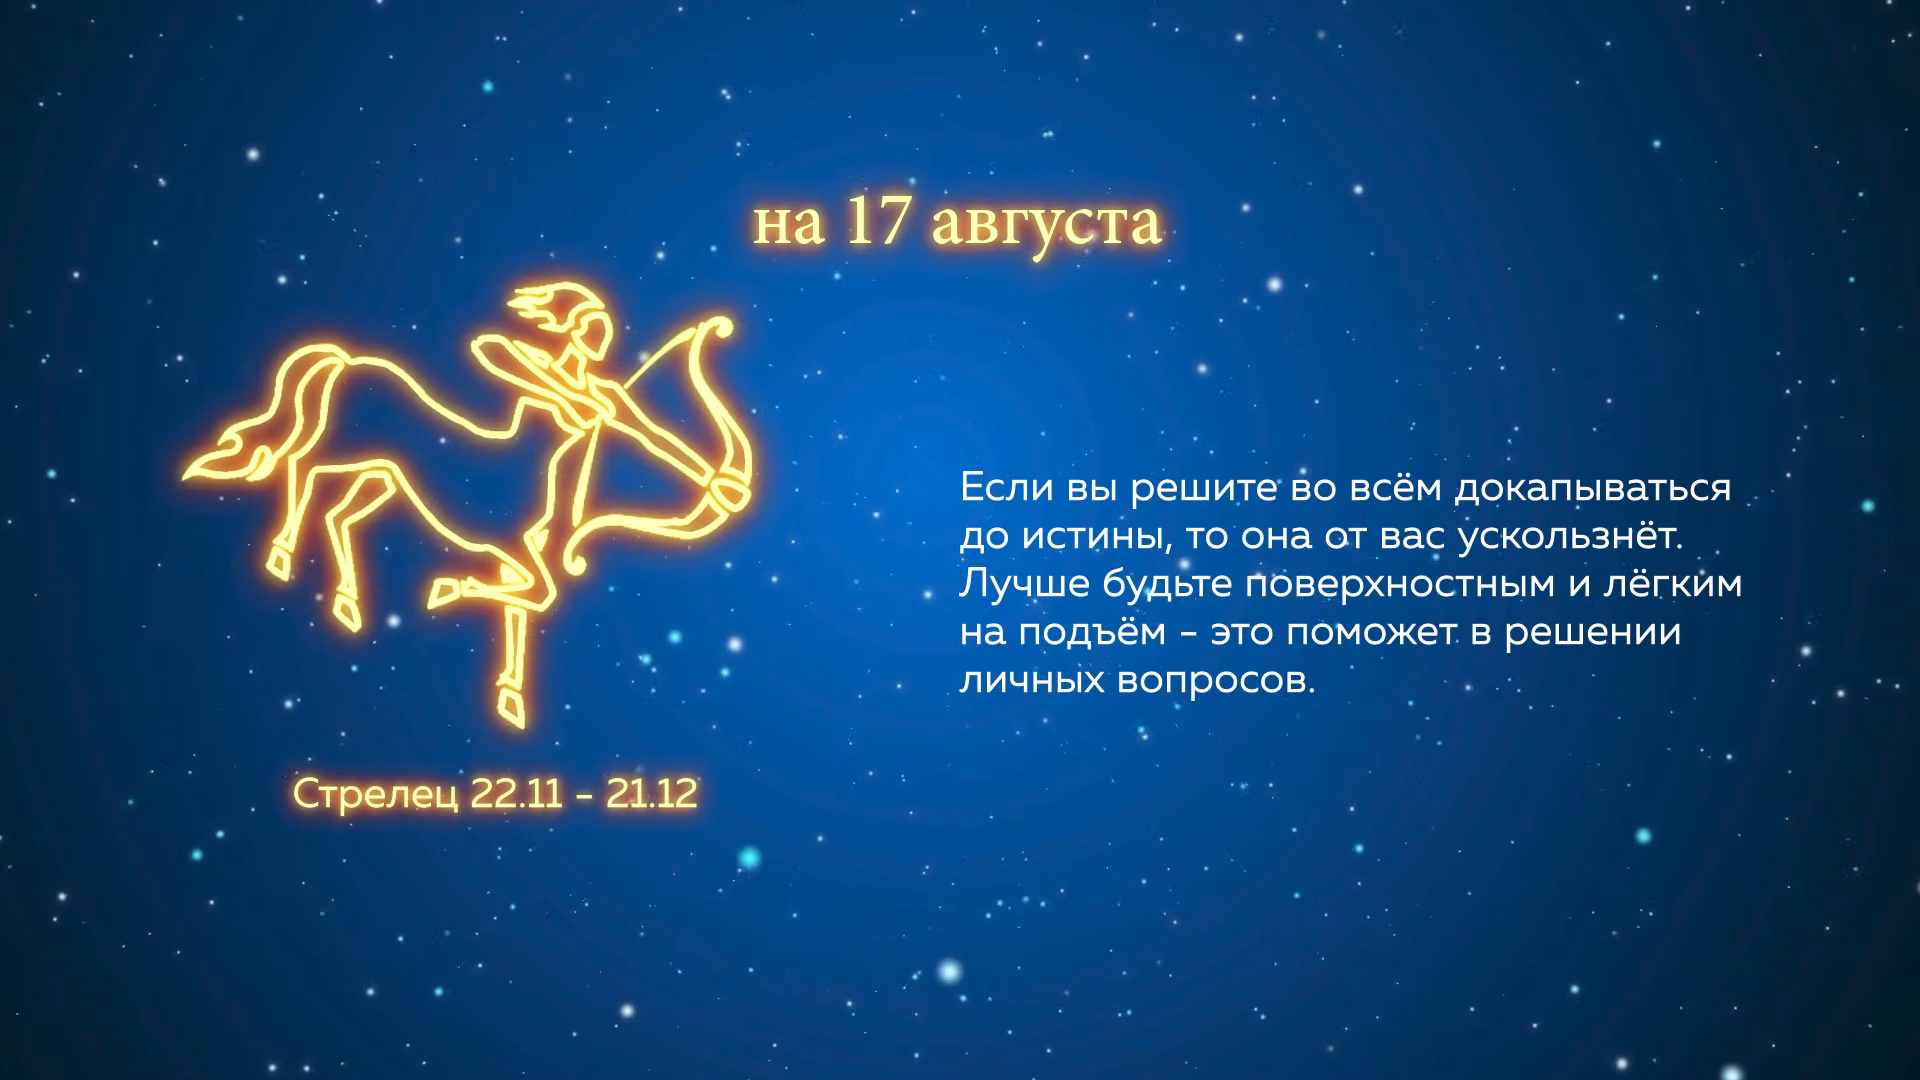 на 17 августа
Если вы решите во всём докапываться
до истины, то она от вас ускользнёт.
Лучше будьте поверхностным и лёгким
на подъём - это поможет в решении
личных вопросов.
Стрелец 22.11 - 21.12